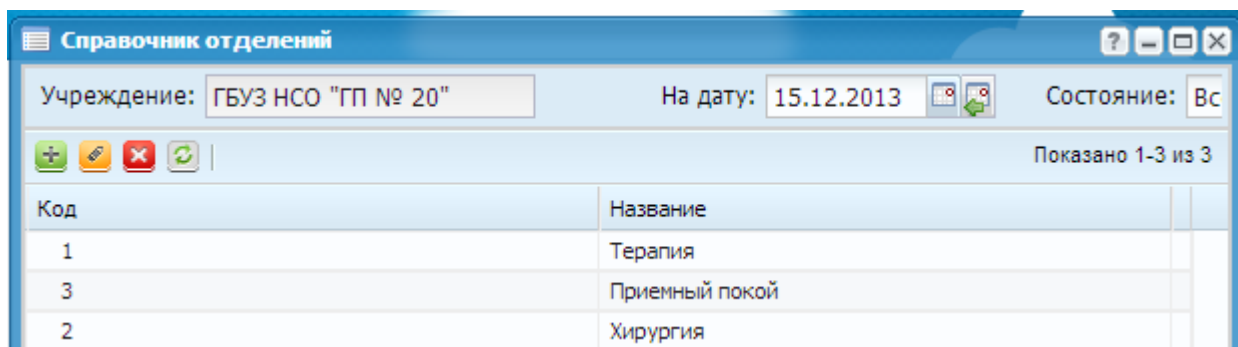 Справочник отделений
Учреждение: ГБУЗ НСО "ГП № 20" На дату: 15.12.2013 Состояние: Вс
Показано 1-3 из 3
Код Название
1 Терапия
3 Приемный покой
2 Хирургия